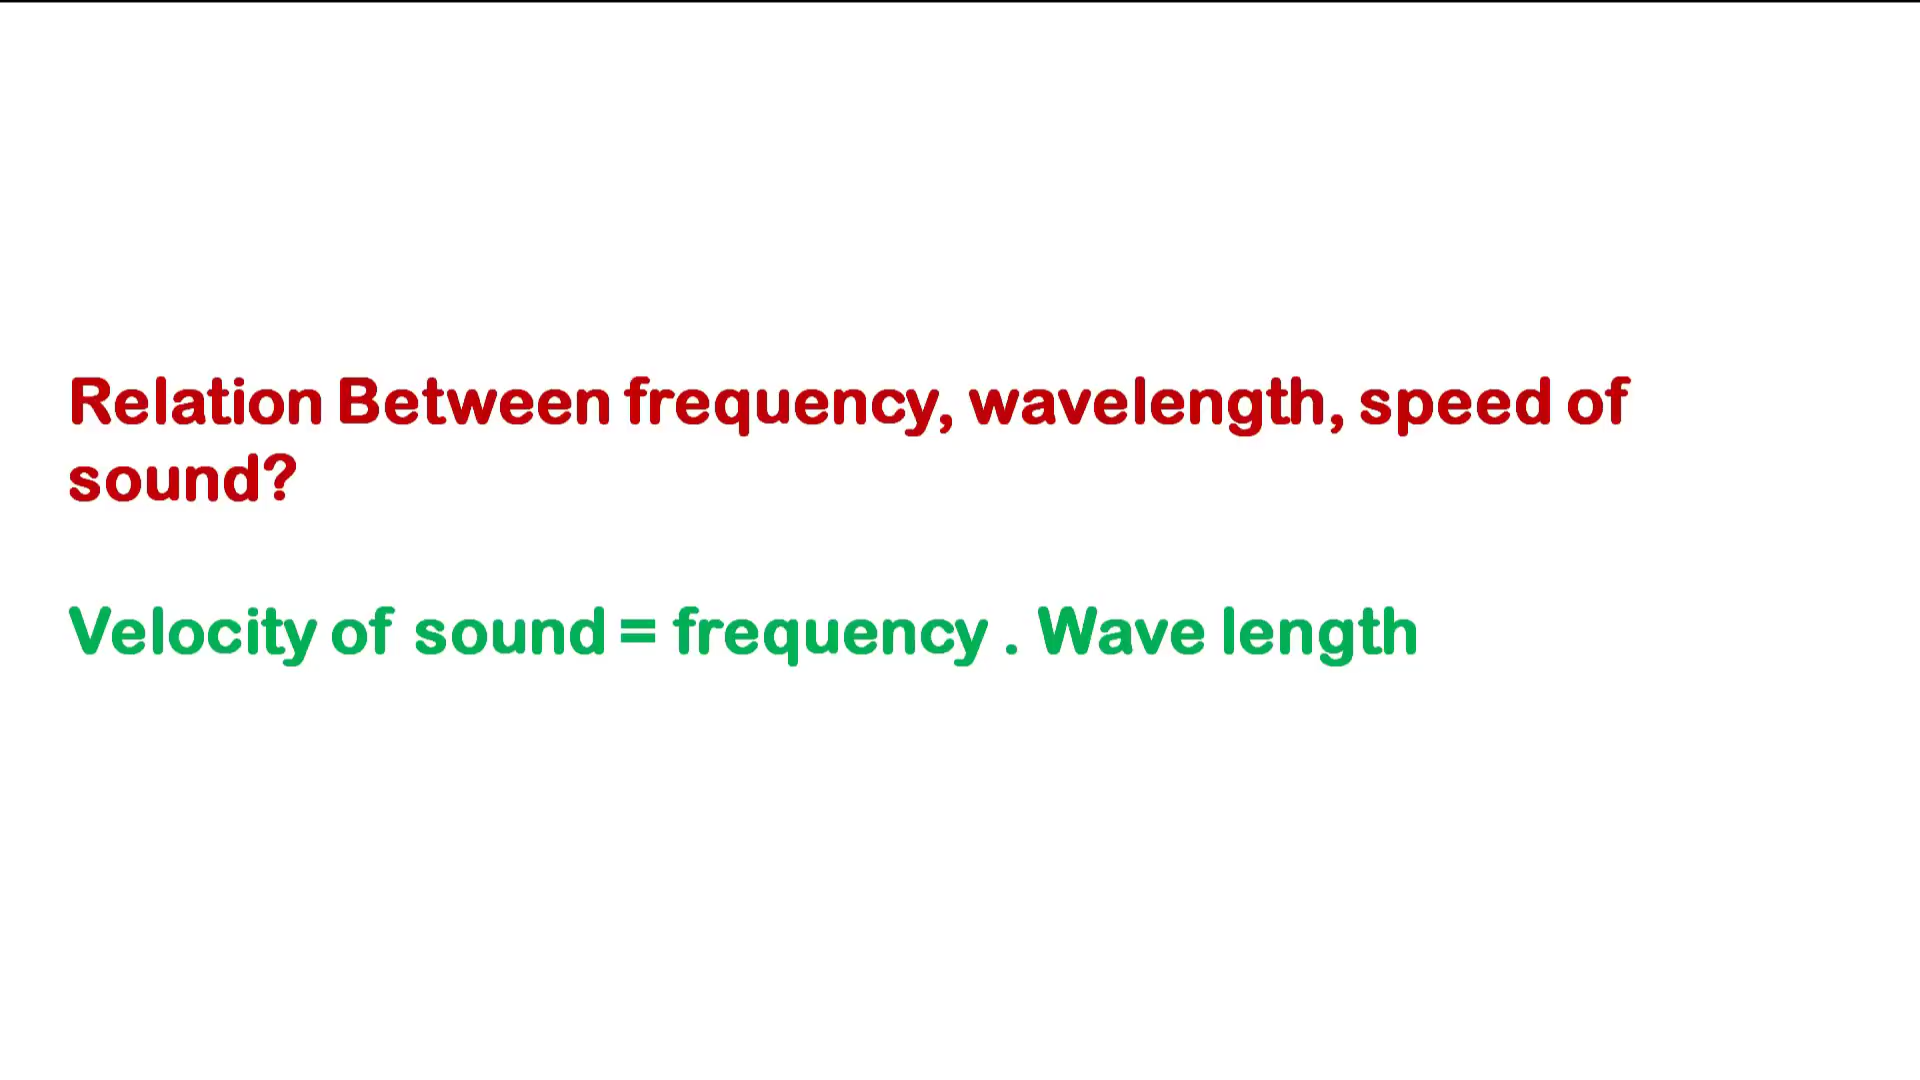 Relation Between frequency, wavelength, speed of
sound?
Velocity of sound = frequency . Wave length